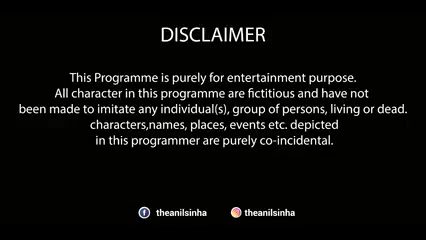 DISCLAIMER
This Programme is purely for entertainment purpose.
All character in this programme are fictitious and have not
been made to imitate any individual(s), group of persons, living or dead.
characters,names, places, events etc. depicted
in this programmer are purely co-incidental.
theanilsinha theanilsinha